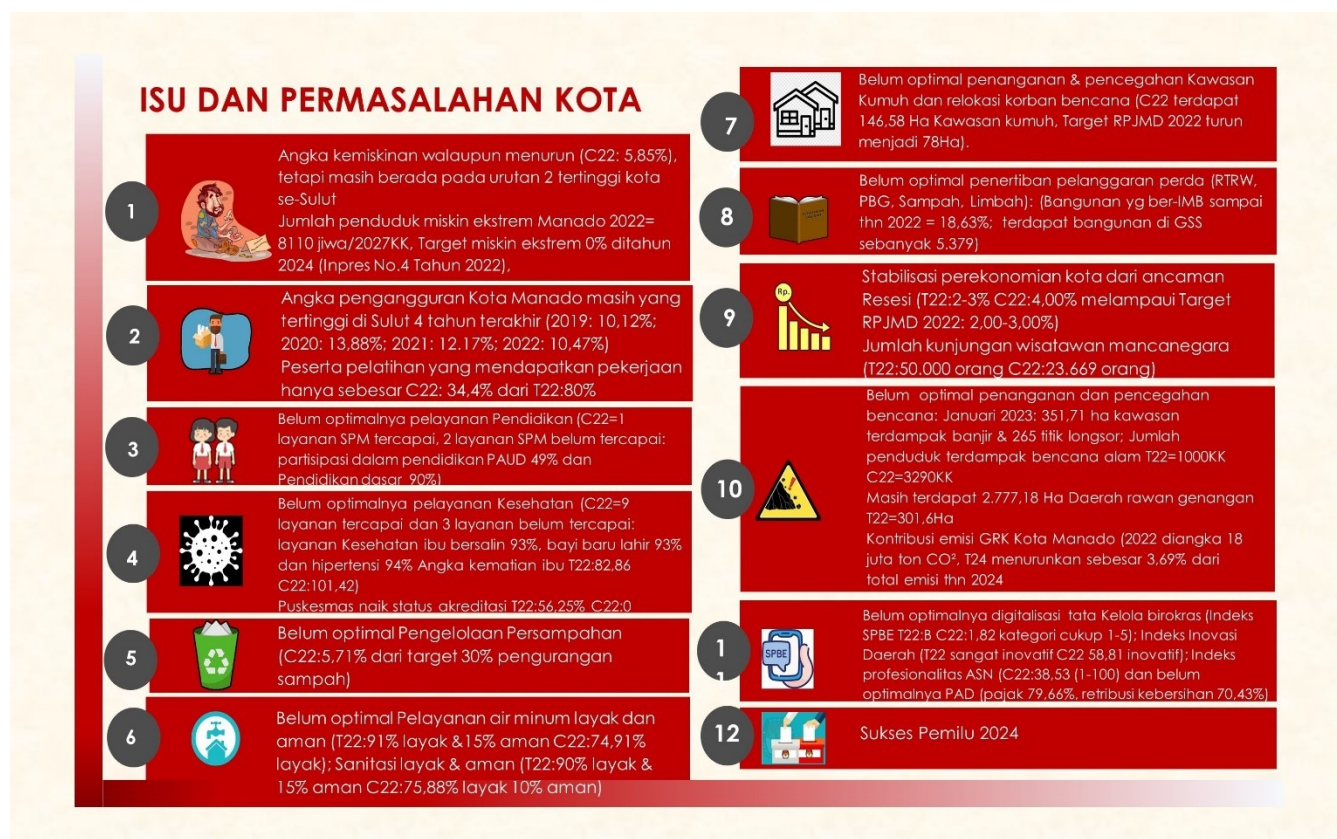 ISU DAN PERMASALAHAN KOTA
1
Angka kemiskinan walaupun menurun (C22: 5,85%),
tetapi masih berada pada urutan 2 tertinggi kota
se-Sulut
Jumlah penduduk miskin ekstrem Manado 2022=
8110 jiwa/2027KK, Target miskin ekstrem 0% ditahun
2024 (Inpres No.4 Tahun 2022),
2
Angka pengangguran Kota Manado masih yang
tertinggi di Sulut 4 tahun terakhir (2019: 10,12%;
2020: 13,88%; 2021: 12.17%; 2022: 10,47%)
Peserta pelatihan yang mendapatkan pekerjaan
hanya sebesar C22: 34,4% dari T22:80%
3
Belum optimalnya pelayanan Pendidikan (C22=1
layanan SPM tercapai, 2 layanan SPM belum tercapai:
partisipasi dalam pendidikan PAUD 49% dan
Pendidikan dasar 90%)
4
Belum optimalnya pelayanan Kesehatan (C22=9
layanan tercapai dan 3 layanan belum tercapai:
layanan Kesehatan ibu bersalin 93%, bayi baru lahir 93%
dan hipertensi 94% Angka kematian ibu T22:82,86
C22:101,42)
Puskesmas naik status akreditasi T22:56,25% C22:0
5
Belum optimal Pengelolaan Persampahan
(C22:5,71% dari target 30% pengurangan
sampah)
6
Belum optimal Pelayanan air minum layak dan
aman (T22:91% layak &15% aman C22:74,91%
layak); Sanitasi layak & aman (T22:90% layak &
15% aman C22:75,88% layak 10% aman)
7
Belum optimal penanganan & pencegahan Kawasan
Kumuh dan relokasi korban bencana (C22 terdapat
146,58 Ha Kawasan kumuh, Target RPJMD 2022 turun
menjadi 78Ha).
8
Belum optimal penertiban pelanggaran perda (RTRW,
PBG, Sampah, Limbah): (Bangunan yg ber-IMB sampai
thn 2022 = 18,63%; terdapat bangunan di GSS
sebanyak 5.379)
9
Rp.
Stabilisasi perekonomian kota dari ancaman
Resesi (T22:2-3% C22:4,00% melampaui Target
RPJMD 2022: 2,00-3,00%)
Jumlah kunjungan wisatawan mancanegara
(T22:50.000 orang C22:23.669 orang)
10
Belum optimal penanganan dan pencegahan
bencana: Januari 2023: 351,71 ha kawasan
terdampak banjir & 265 titik longsor; Jumlah
penduduk terdampak bencana alam T22=1000KK
C22=3290KK
Masih terdapat 2.777,18 Ha Daerah rawan genangan
T22=301,6Ha
Kontribusi emisi GRK Kota Manado (2022 diangka 18
juta ton CO², T24 menurunkan sebesar 3,69% dari
total emisi thn 2024
1
1
SPBE
Belum optimalnya digitalisasi tata Kelola birokras (Indeks
SPBE T22:B C22:1,82 kategori cukup 1-5); Indeks Inovasi
Daerah (T22 sangat inovatif C22 58,81 inovatif); Indeks
profesionalitas ASN (C22:38,53 (1-100) dan belum
optimalnya PAD (pajak 79,66%, retribusi kebersihan 70,43%)
12
Sukses Pemilu 2024